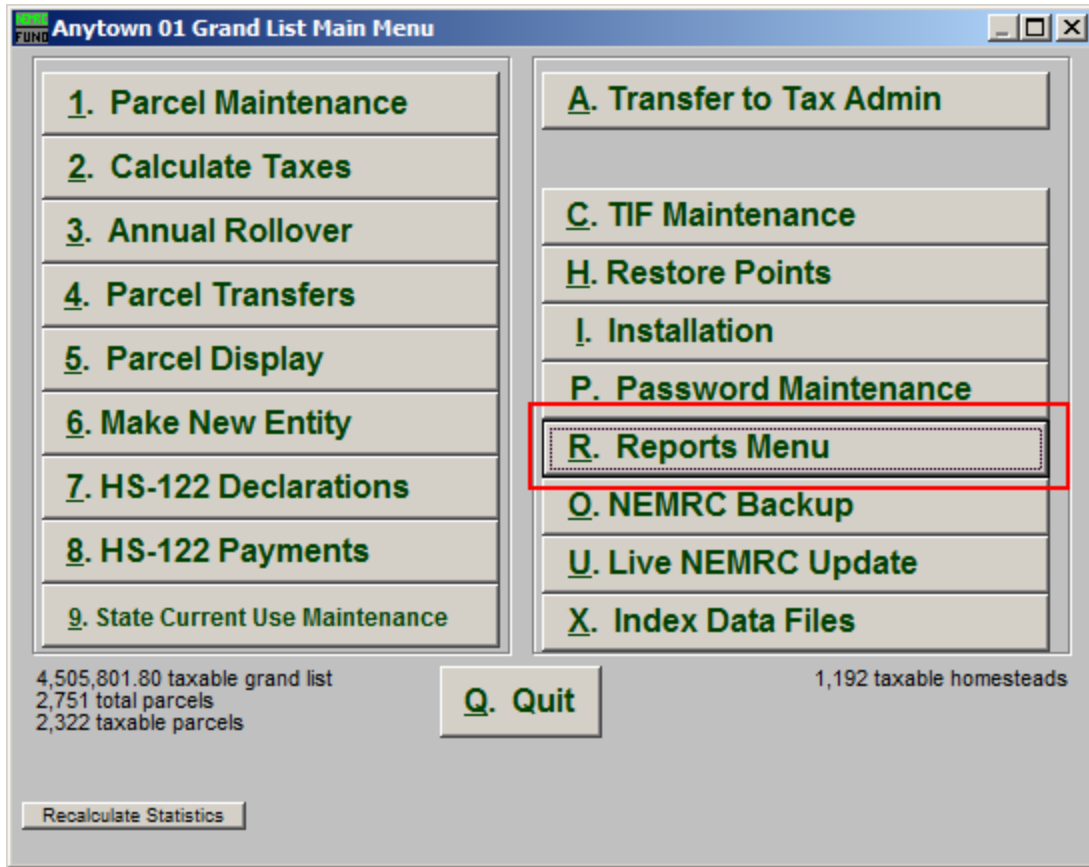 NEMRC
FUND
Anytown 01 Grand List Main Menu
1. Parcel Maintenance
2. Calculate Taxes
3. Annual Rollover
4. Parcel Transfers
5. Parcel Display
6. Make New Entity
7. HS-122 Declarations
8. HS-122 Payments
9. State Current Use Maintenance
A. Transfer to Tax Admin
C. TIF Maintenance
H. Restore Points
I. Installation
P. Password Maintenance
R. Reports Menu
O. NEMRC Backup
U. Live NEMRC Update
X. Index Data Files
4,505,801.80 taxable grand list
2,751 total parcels
2,322 taxable parcels
Q. Quit
1,192 taxable homesteads
Recalculate Statistics